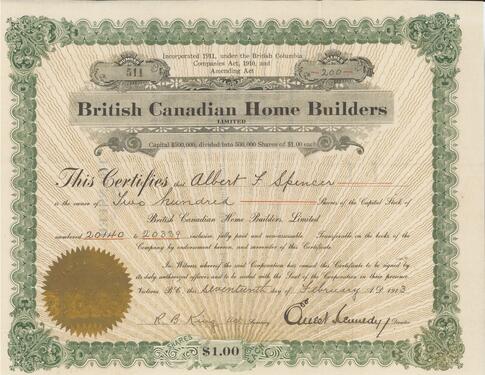 Incorporated 1911, under the British Columbia
Companies Act, 1910, and
Amending Act
511
200
British Canadian Home Builders
LIMITED
Capital $500,000, divided into 500,000 Shares of $1.00 each
This Certifies that Albert F Spencer
is the owner of Two hundred Shares of the Capital Stock of
British Canadian Home Builders, Limited
numbered 20140 to 20339 inclusive, fully paid and non-assessable. Transferable on the books of the
Company by endorsement hereon, and surrender of this Certificate.
In Witness whereof the said Corporation has caused this Certificate to be signed by
its duly authorized officers and to be sealed with the Seal of the Corporation at their presence.
Victoria B.C. this seventeenth day of February A.D. 1913
R B King
Ernest Kennedy Director
SHARES
$1.00